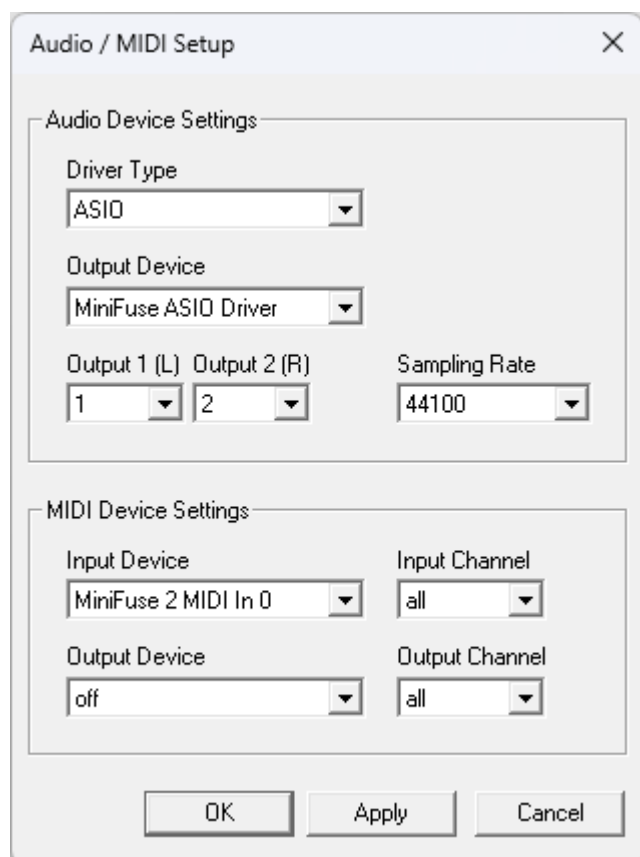 Audio / MIDI Setup
Audio Device Settings
Driver Type
ASIO
Output Device
MiniFuse ASIO Driver
Output 1 (L) Output 2 (R) Sampling Rate
1 2 44100
MIDI Device Settings
Input Device Input Channel
MiniFuse 2 MIDI In 0 all
Output Device Output Channel
off all
OK Apply Cancel